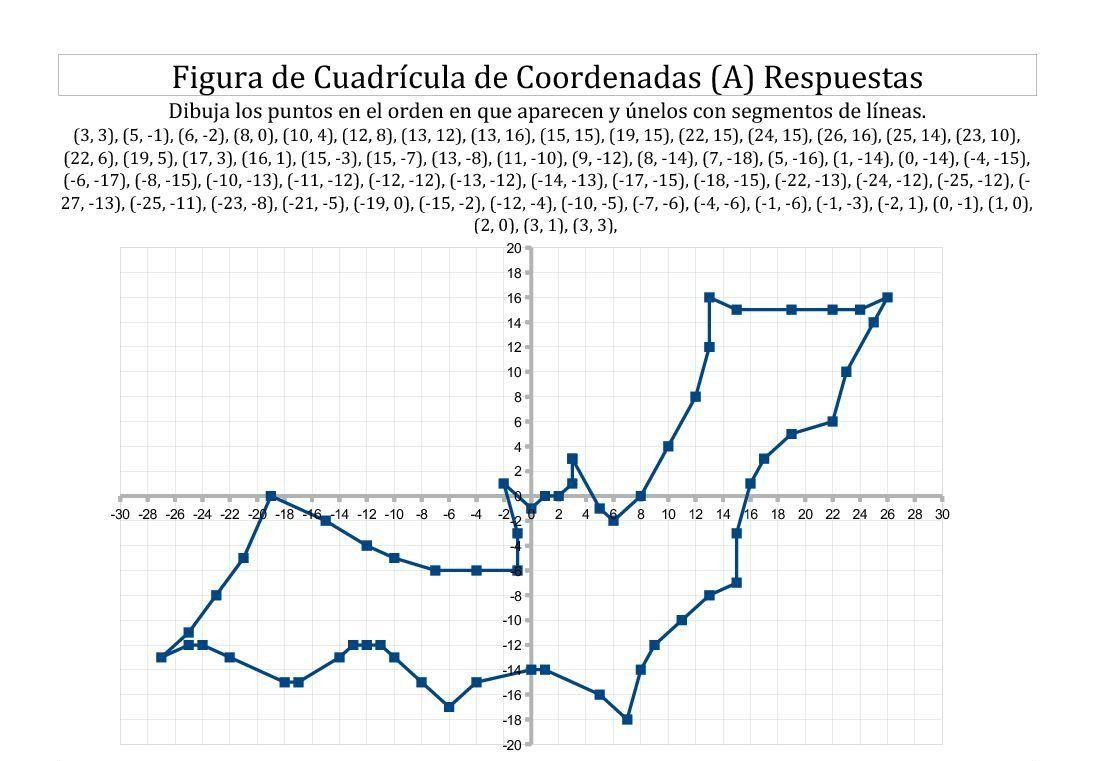 Figura de Cuadrícula de Coordenadas (A) Respuestas
Dibuja los puntos en el orden en que aparecen y únelos con segmentos de líneas.
(3, 3), (5, -1), (6, -2), (8, 0), (10, 4), (12, 8), (13, 12), (13, 16), (15, 15), (19, 15), (22, 15), (24, 15), (26, 16), (25, 14), (23, 10),
(22, 6), (19, 5), (17, 3), (16, 1), (15, -3), (15, -7), (13, -8), (11, -10), (9, -12), (8, -14), (7, -18), (5, -16), (1, -14), (0, -14), (-4, -15),
(-6, -17), (-8, -15), (-10, -13), (-11, -12), (-12, -12), (-13, -12), (-14, -13), (-17, -15), (-18, -15), (-22, -13), (-24, -12), (-25, -12), (-
27, -13), (-25, -11), (-23, -8), (-21, -5), (-19, 0), (-15, -2), (-12, -4), (-10, -5), (-7, -6), (-4, -6), (-1, -6), (-1, -3), (-2, 1), (0, -1), (1, 0),
(2, 0), (3, 1), (3, 3),
20
18
16
14
12
10
8
6
4
2
0
-30 -28 -26 -24 -22 -20 -18 -16 -14 -12 -10 -8 -6 -4 -2 0 2 4 6 8 10 12 14 16 18 20 22 24 26 28 30
-2
-4
-6
-8
-10
-12
-14
-16
-18
-20